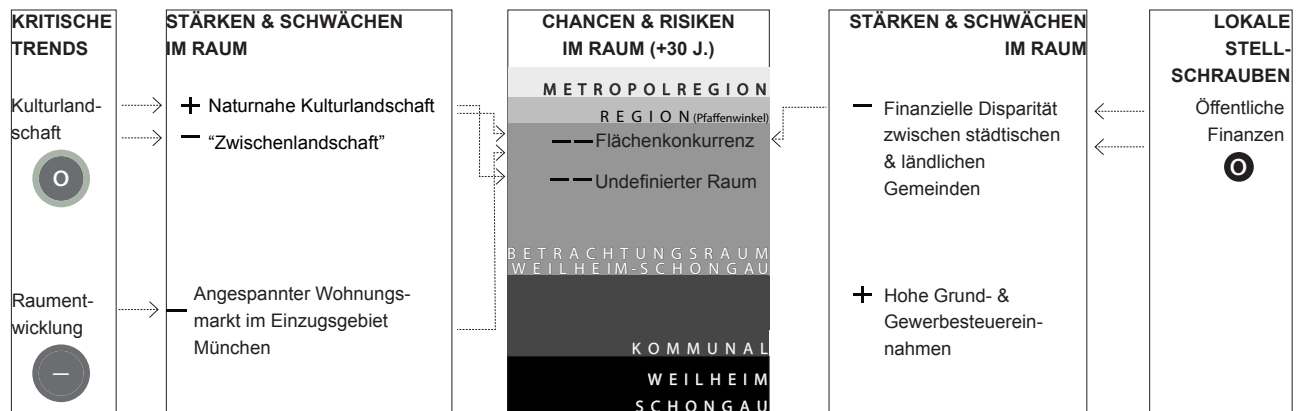 KRITISCHE
TRENDS
Kulturland-
schaft
O
Raument-
wicklung
–
STÄRKEN & SCHWÄCHEN
IM RAUM
+ Naturnahe Kulturlandschaft
– “Zwischenlandschaft”
– Angespannter Wohnungs-
markt im Einzugsgebiet
München
CHANCEN & RISIKEN
IM RAUM (+30 J.)
METROPOLREGION
REGION (Pfaffenwinkel)
– – Flächenkonkurrenz
– – Undefinierter Raum
BETRACHTUNGSRAUM
WEILHEIM-SCHONGAU
KOMMUNAL
WEILHEIM
SCHONGAU
STÄRKEN & SCHWÄCHEN
IM RAUM
– Finanzielle Disparität
zwischen städtischen
& ländlichen
Gemeinden
+ Hohe Grund- &
Gewerbesteuerein-
nahmen
LOKALE
STELL-
SCHRAUBEN
Öffentliche
Finanzen
O